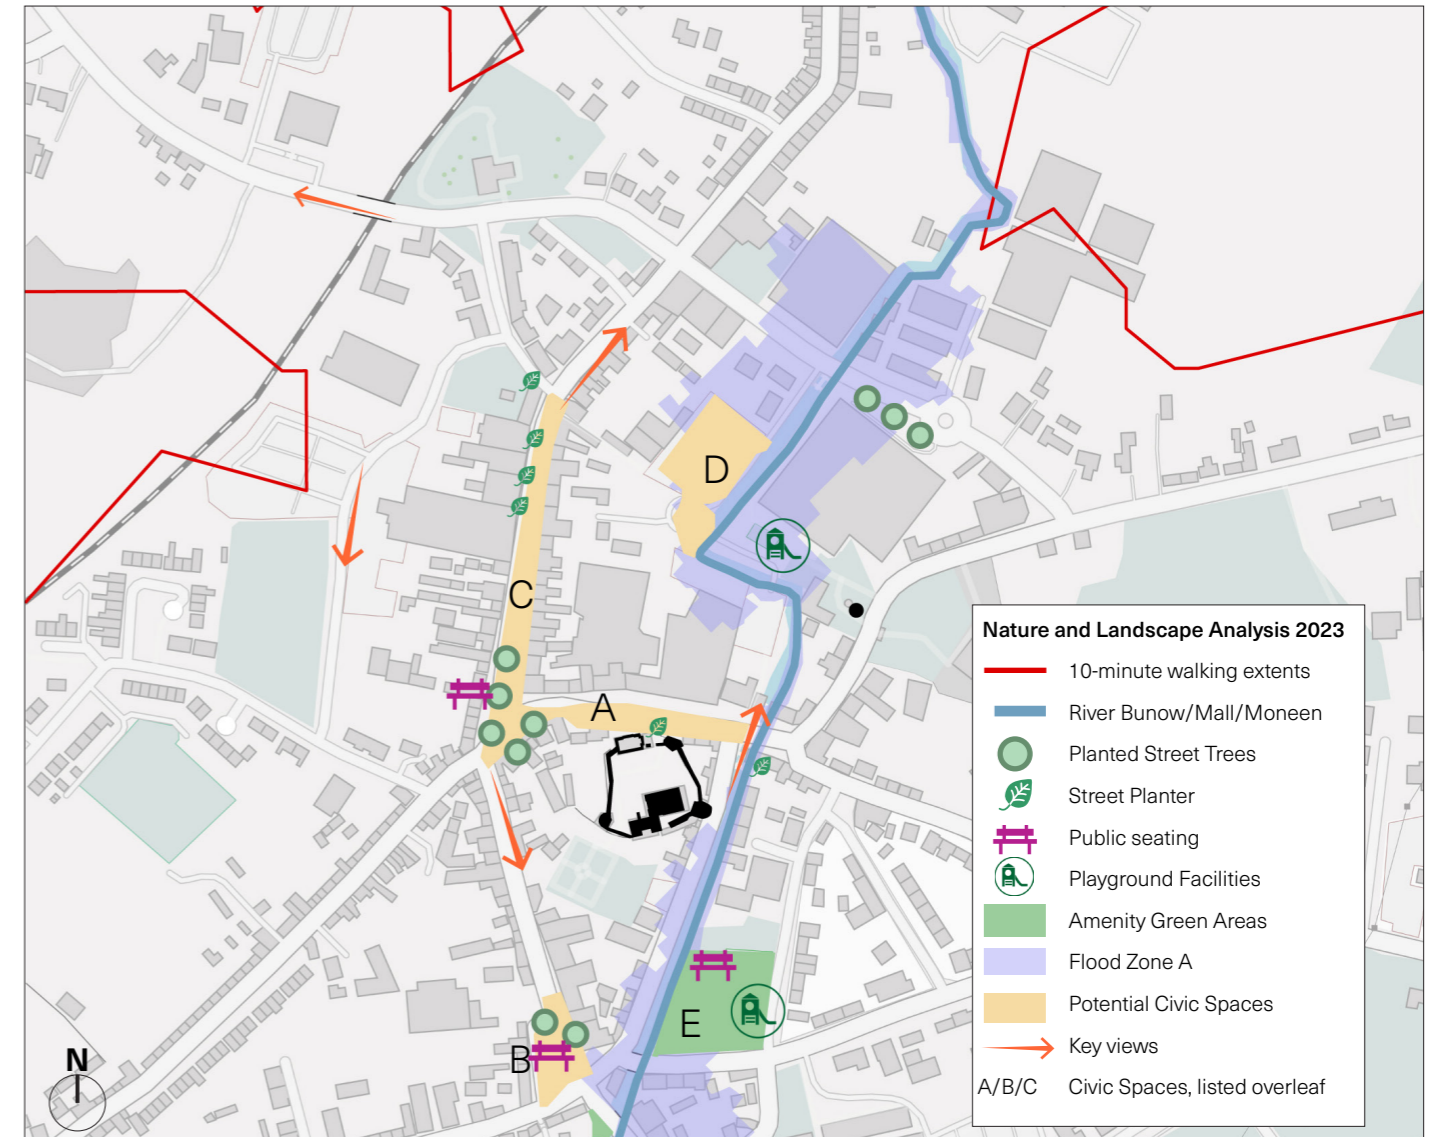 D
C
A
E
B
N
Nature and Landscape Analysis 2023
10-minute walking extents
River Bunow/Mall/Moneen
Planted Street Trees
Street Planter
Public seating
Playground Facilities
Amenity Green Areas
Flood Zone A
Potential Civic Spaces
Key views
A/B/C Civic Spaces, listed overleaf